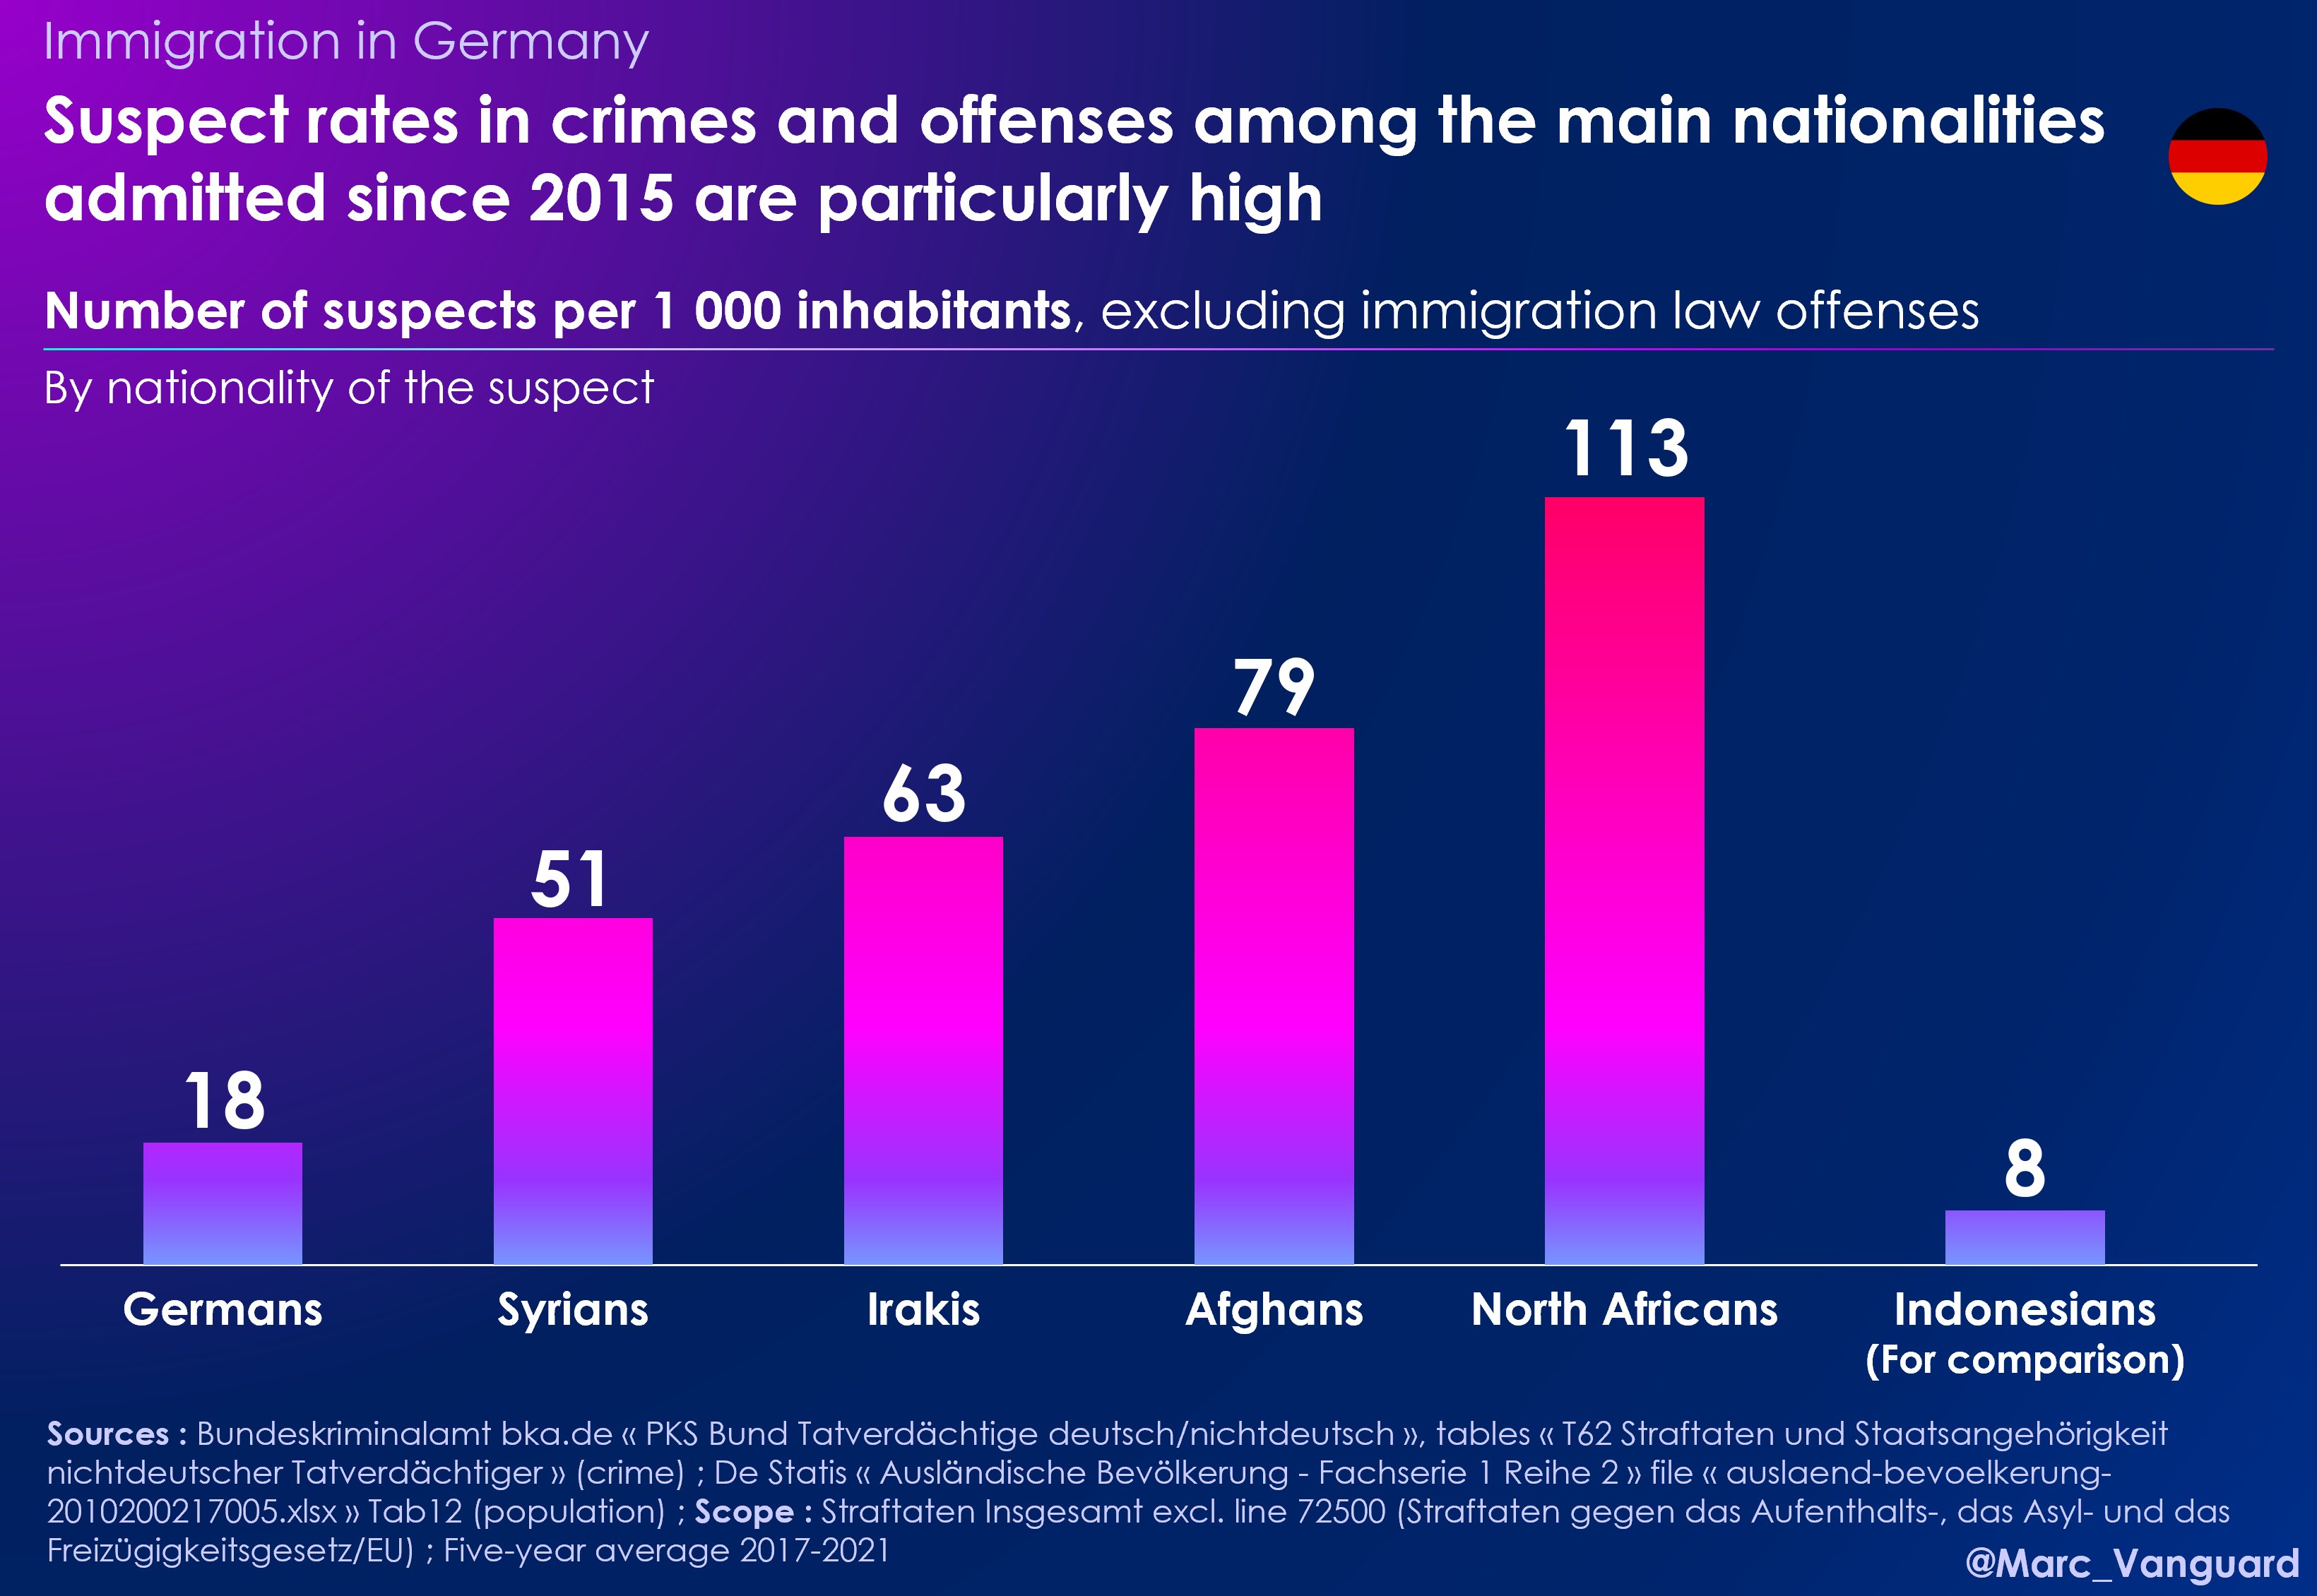 Immigration in Germany
Suspect rates in crimes and offenses among the main nationalities
admitted since 2015 are particularly high
Number of suspects per 1 000 inhabitants, excluding immigration law offenses
By nationality of the suspect
113
79
63
51
18
8
Germans
Syrians
Irakis
Afghans
North Africans
Indonesians
(For comparison)
Sources : Bundeskriminalamt bka.de « PKS Bund Tatverdächtige deutsch/nichtdeutsch », tables « T62 Straftaten und Staatsangehörigkeit
nichtdeutscher Tatverdächtiger » (crime) ; De Statis « Ausländische Bevölkerung - Fachserie 1 Reihe 2 » file « auslaend-bevoelkerung-
2010200217005.xlsx » Tab12 (population) ; Scope : Straftaten Insgesamt excl. line 72500 (Straftaten gegen das Aufenthalts-, das Asyl- und das
Freizügigkeitsgesetz/EU) ; Five-year average 2017-2021
@Marc_Vanguard